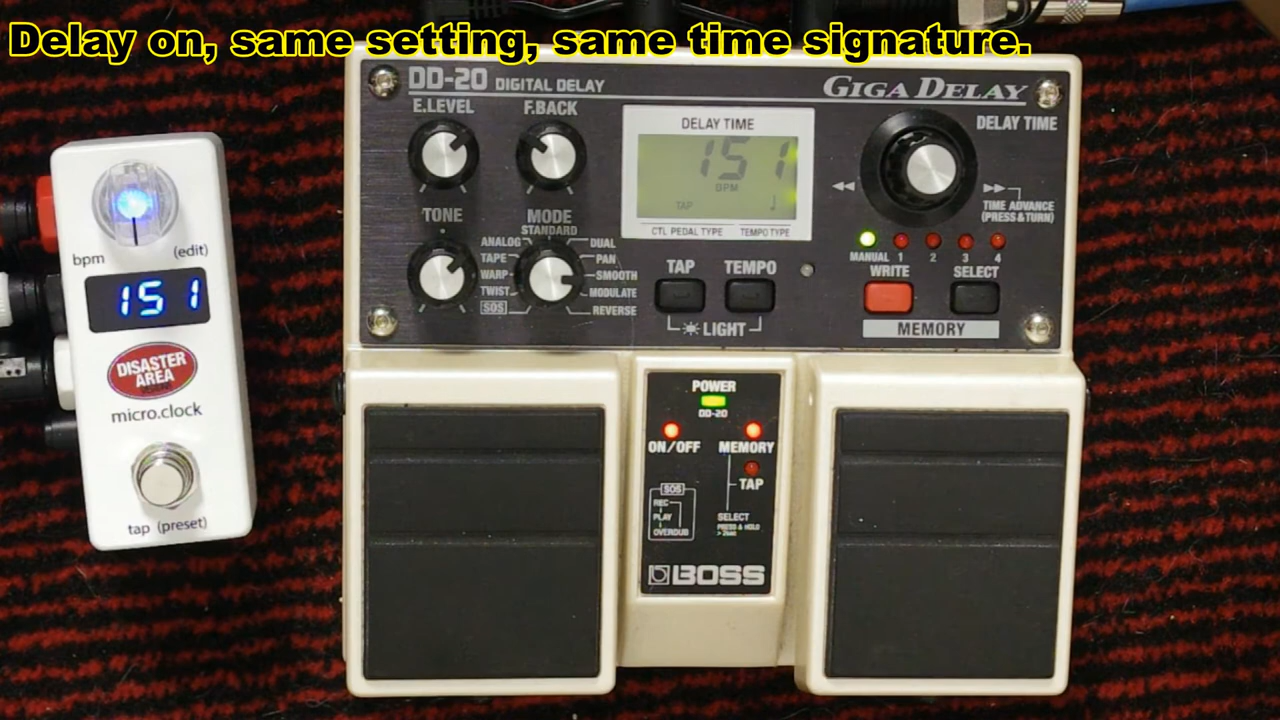 Delay on, same setting, same time signature.
DD-20 DIGITAL DELAY
GIGA DELAY
E.LEVEL
F.BACK
DELAY TIME
151
BPM
TAP
CTL PEDAL TYPE
TEMPO TYPE
DELAY TIME
TIME ADVANCE
(PRESS & TURN)
TONE
MODE
STANDARD
ANALOG
DUAL
TAPE
PAN
WARP
SMOOTH
TWIST
MODULATE
SOS
REVERSE
TAP
TEMPO
LIGHT
MANUAL 1 2 3 4
WRITE
SELECT
MEMORY
bpm
(edit)
151
DISASTER
AREA
micro.clock
tap (preset)
POWER
DD-20
ON/OFF
MEMORY
TAP
SOS
REC
PLAY
OVERDUB
SELECT
PRESS & HOLD
> 2sec
BOSS